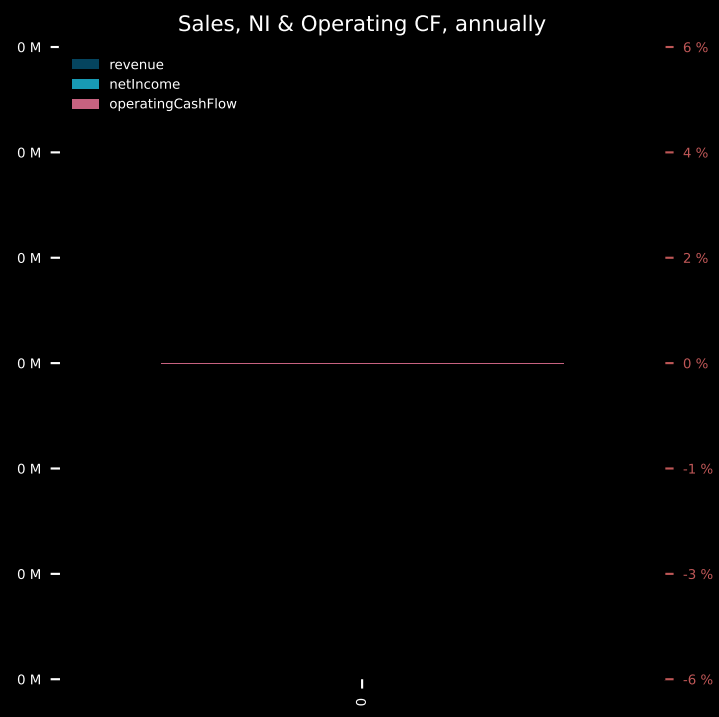 Sales, NI & Operating CF, annually
0 M
6 %
revenue
netIncome
operatingCashFlow
0 M
4 %
0 M
2 %
0 M
0 %
0 M
-1 %
0 M
-3 %
0 M
-6 %
0